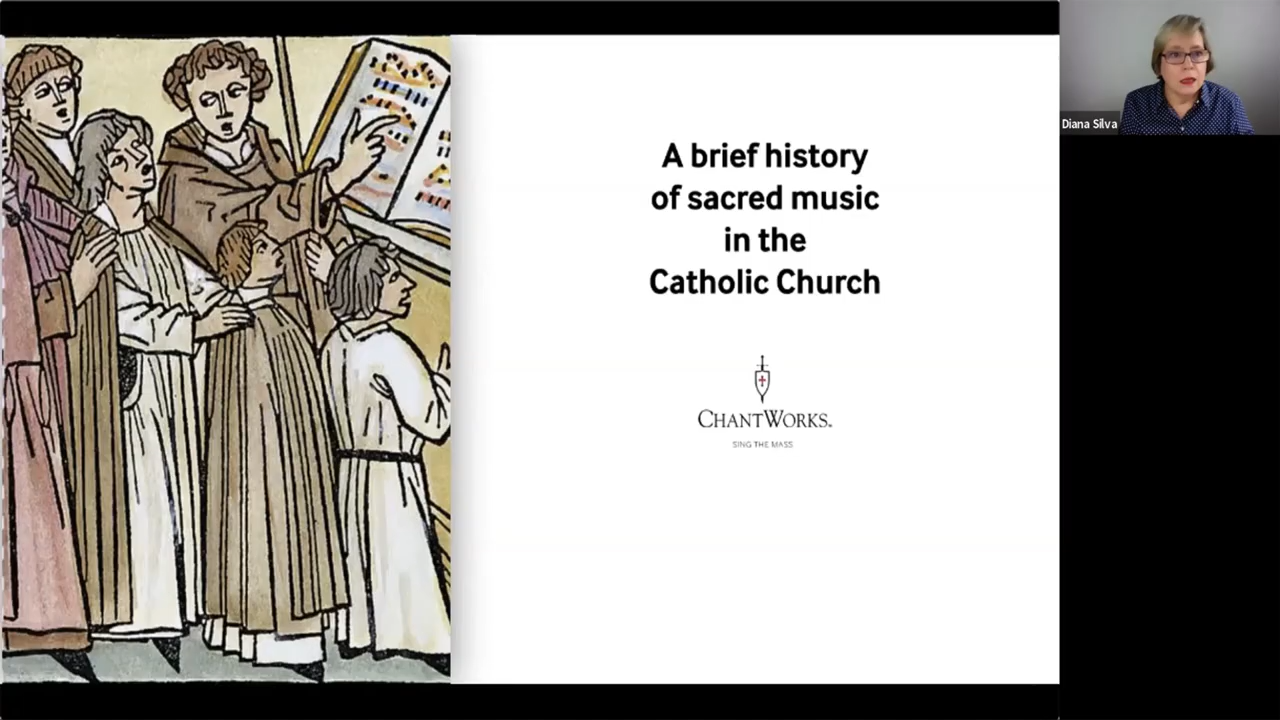 A brief history
of sacred music
in the
Catholic Church
CHANTWORKS.
SING THE MASS
Diana Silva